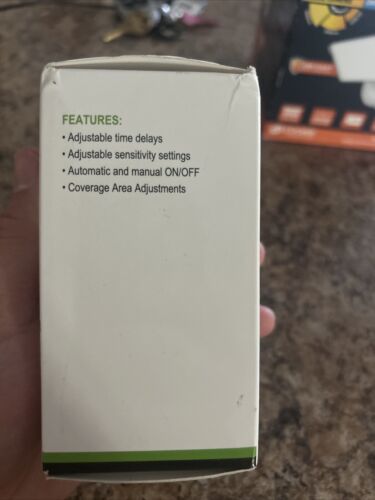 FEATURES:
• Adjustable time delays
• Adjustable sensitivity settings
• Automatic and manual ON/OFF
• Coverage Area Adjustments